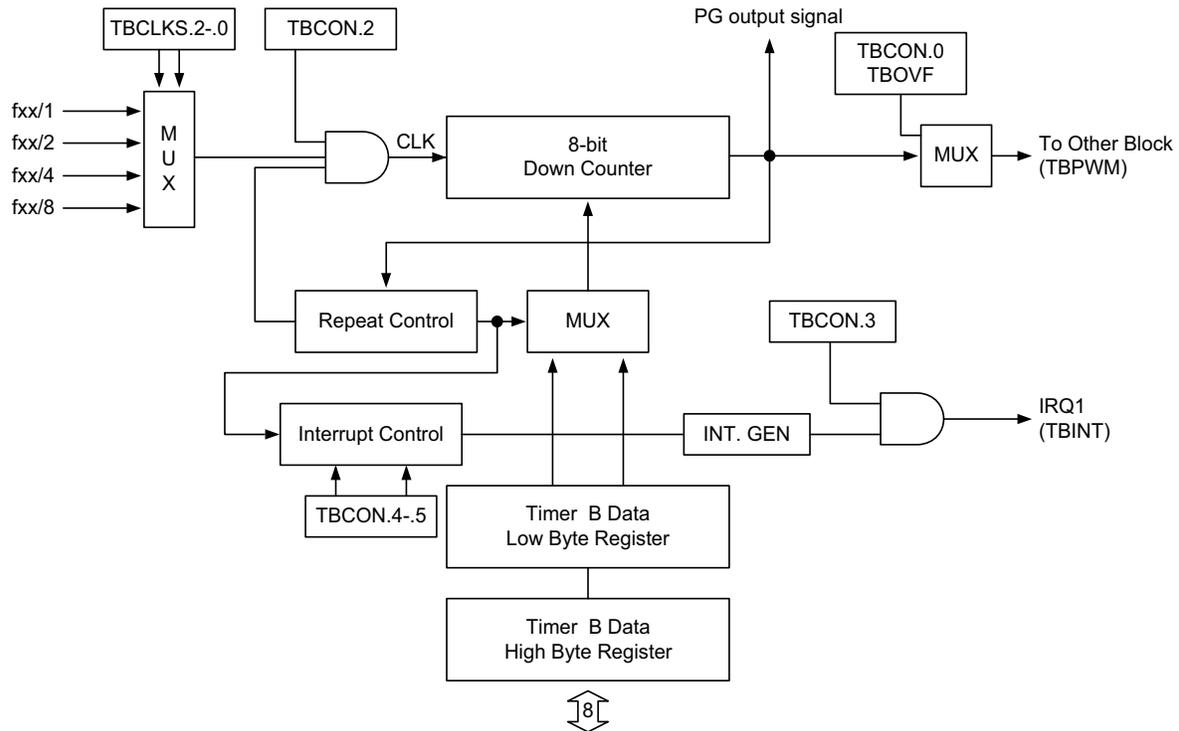 PG output signal
TBCLKS.2-.0
TBCON.2
TBCON.0
TBOVF
fxx/1
fxx/2
fxx/4
fxx/8
M
U
X
CLK
8-bit
Down Counter
MUX
To Other Block
(TBPWM)
Repeat Control
MUX
TBCON.3
Interrupt Control
INT. GEN
IRQ1
(TBINT)
TBCON.4-.5
Timer B Data
Low Byte Register
Timer B Data
High Byte Register
8